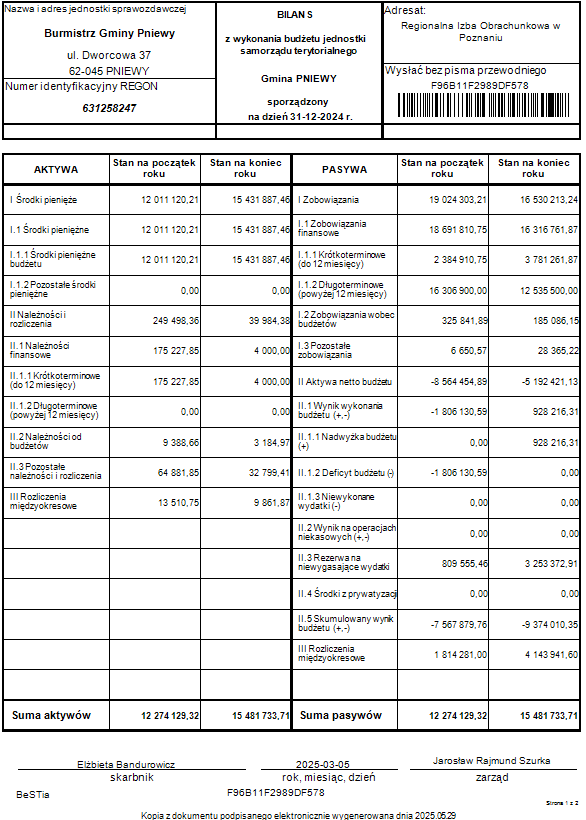 Nazwa i adres jednostki sprawozdawczej
Burmistrz Gminy Pniewy
ul. Dworcowa 37
62-045 PNIEWY
Numer identyfikacyjny REGON
631258247
BILANS
z wykonania budżetu jednostki
samorządu terytorialnego
Gmina PNIEWY
sporządzony
na dzień 31-12-2024 r.
Adresat:
Regionalna Izba Obrachunkowa w
Poznaniu
Wysłać bez pisma przewodniego
F96B11F2989DF578
AKTYWA Stan na początek roku Stan na koniec roku PASYWA Stan na początek roku Stan na koniec roku
I Środki pieniężne 12 011 120,21 15 431 887,46 I Zobowiązania 19 024 303,21 16 530 213,24
I.1 Środki pieniężne 12 011 120,21 15 431 887,46 I.1 Zobowiązania finansowe 18 691 810,75 16 316 761,87
I.1.1 Środki pieniężne budżetu 12 011 120,21 15 431 887,46 I.1.1 Krótkoterminowe (do 12 miesięcy) 2 384 910,75 3 781 261,87
I.1.2 Pozostałe środki pieniężne 0,00 0,00 I.1.2 Długoterminowe (powyżej 12 miesięcy) 16 306 900,00 12 535 500,00
II Należności i rozliczenia 249 498,36 39 984,38 I.2 Zobowiązania wobec budżetów 325 841,89 185 086,15
II.1 Należności finansowe 175 227,85 4 000,00 I.3 Pozostałe zobowiązania 6 650,57 28 365,22
II.1.1 Krótkoterminowe (do 12 miesięcy) 175 227,85 4 000,00 II Aktywa netto budżetu -8 564 454,89 -5 192 421,13
II.1.2 Długoterminowe (powyżej 12 miesięcy) 0,00 0,00 II.1 Wynik wykonania budżetu (+,-) -1 806 130,59 928 216,31
II.2 Należności od budżetów 9 388,66 3 184,97 II.1.1 Nadwyżka budżetu (+) 0,00 928 216,31
II.3 Pozostałe należności i rozliczenia 64 881,85 32 799,41 II.1.2 Deficyt budżetu (-) -1 806 130,59 0,00
III Rozliczenia międzyokresowe 13 510,75 9 861,87 II.1.3 Niewykonane wydatki (-) 0,00 0,00
II.2 Wynik na operacjach niekasowych (+,-) 0,00 0,00
II.3 Rezerwa na niewygasające wydatki 809 555,46 3 253 372,91
II.4 Środki z prywatyzacji 0,00 0,00
II.5 Skumulowany wynik budżetu (+,-) -7 567 879,76 -9 374 010,35
III Rozliczenia międzyokresowe 1 814 281,00 4 143 941,60
Suma aktywów 12 274 129,32 15 481 733,71 Suma pasywów 12 274 129,32 15 481 733,71
Elżbieta Bandurowicz 2025-03-05 Jarosław Rajmund Szurka
skarbnik rok, miesiąc, dzień zarząd
BeSTia F96B11F2989DF578
Strona 1 z 2
Kopia z dokumentu podpisanego elektronicznie wygenerowana dnia 2025.05.29